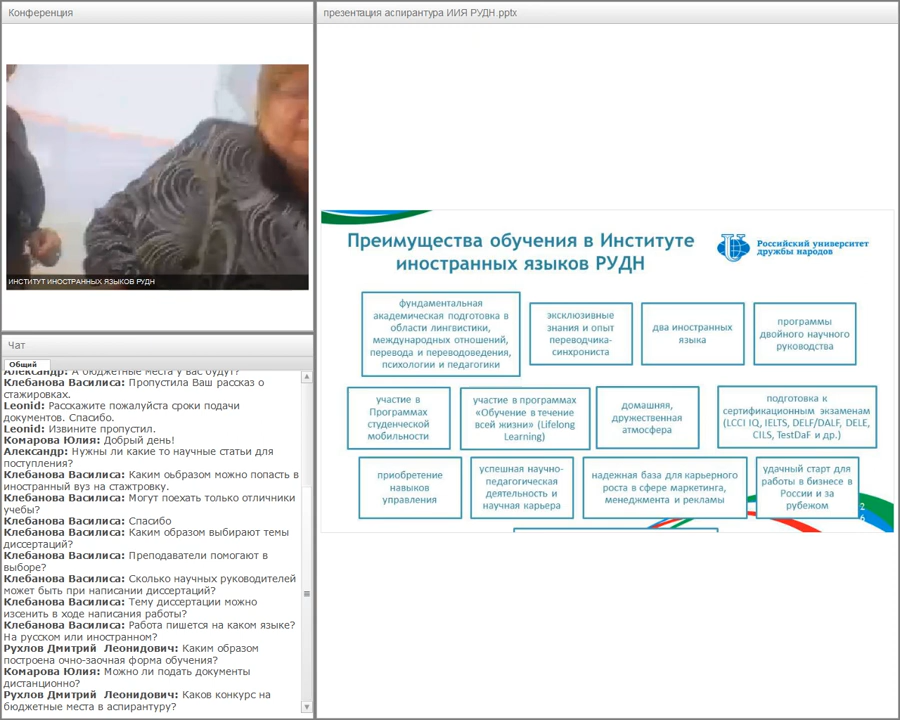 Конференция
ИНСТИТУТ ИНОСТРАННЫХ ЯЗЫКОВ РУДН
Чат
Общий
Александр: А бюджетные места у вас будут?
Клебанова Василиса: Пропустила Ваш рассказ о
стажировках.
Leonid: Расскажите пожалуйста сроки подачи
документов. Спасибо.
Leonid: Извините пропустил.
Комарова Юлия: Добрый день!
Александр: Нужны ли какие то научные статьи для
поступления?
Клебанова Василиса: Каким оьбразом можно попасть в
иностранный вуз на стажтровку.
Клебанова Василиса: Могут поехать только отличники
учебы?
Клебанова Василиса: Спасибо
Клебанова Василиса: Каким образом выбирают темы
диссертаций?
Клебанова Василиса: Преподаватели помогают в
выборе?
Клебанова Василиса: Сколько научных руководителей
может быть при написании диссертаций?
Клебанова Василиса: Тему диссертации можно
изсенить в ходе написания работы?
Клебанова Василиса: Работа пишется на каком языке?
На русском или иностранном?
Рухлов Дмитрий Леонидович: Каким образом
построена очно-заочная форма обучения?
Комарова Юлия: Можно ли подать документы
дистанционно?
Рухлов Дмитрий Леонидович: Каков конкурс на
бюджетные места в аспирантуру?
презентация аспирантура ИИЯ РУДН.pptx
Преимущества обучения в Институте
иностранных языков РУДН
Российский университет
дружбы народов
фундаментальная
академическая подготовка в
области лингвистики,
международных отношений,
перевода и переводоведения,
психологии и педагогики
эксклюзивные
знания и опыт
переводчика-
синхрониста
два иностранных
языка
программы
двойного научного
руководства
участие в
Программах
студенческой
мобильности
участие в программах
«Обучение в течение
всей жизни» (Lifelong
Learning)
домашняя,
дружественная
атмосфера
подготовка к
сертификационным экзаменам
(LCCI IQ, IELTS, DELF/DALF, DELE,
CILS, TestDaF и др.)
приобретение
навыков
управления
успешная научно-
педагогическая
деятельность и
научная карьера
надежная база для карьерного
роста в сфере маркетинга,
менеджмента и рекламы
удачный старт для
работы в бизнесе в
России и за
рубежом
2
6